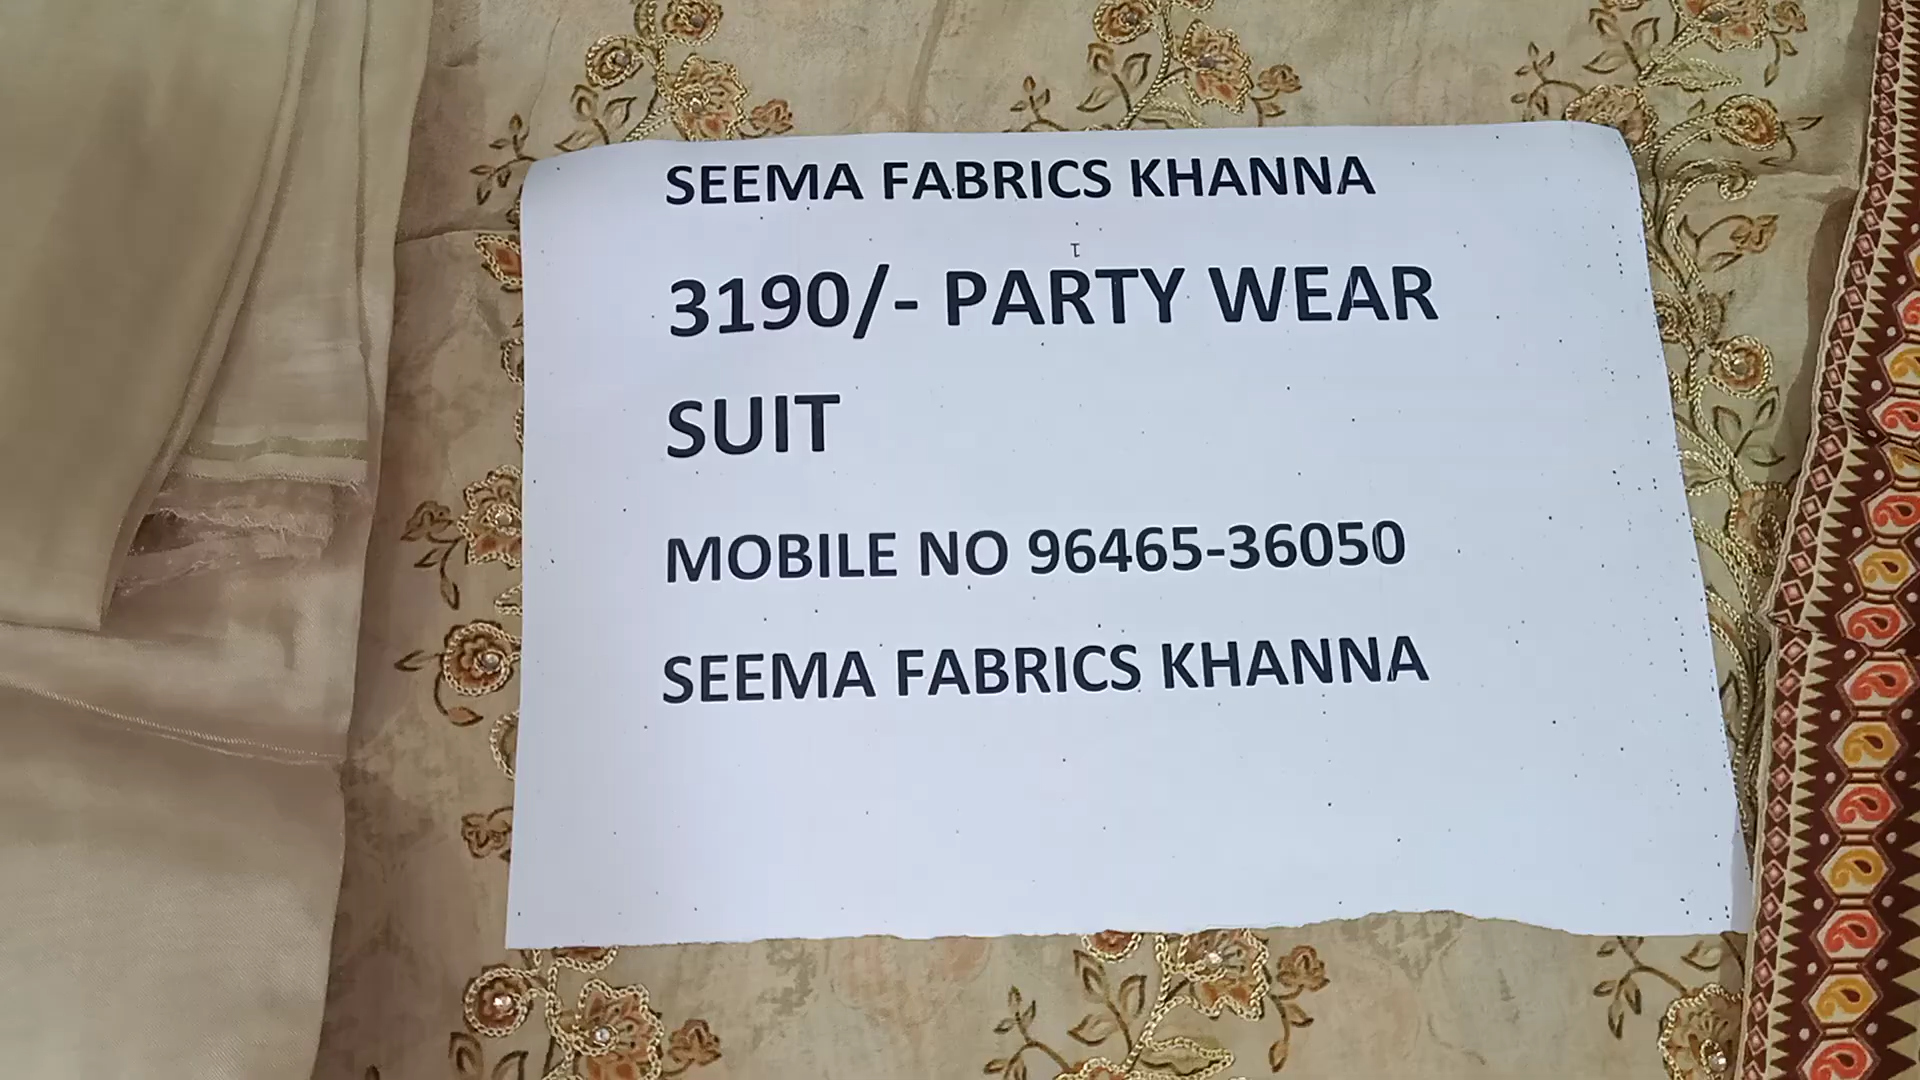 SEEMA FABRICS KHANNA
3190/- PARTY WEAR
SUIT
MOBILE NO 96465-36050
SEEMA FABRICS KHANNA